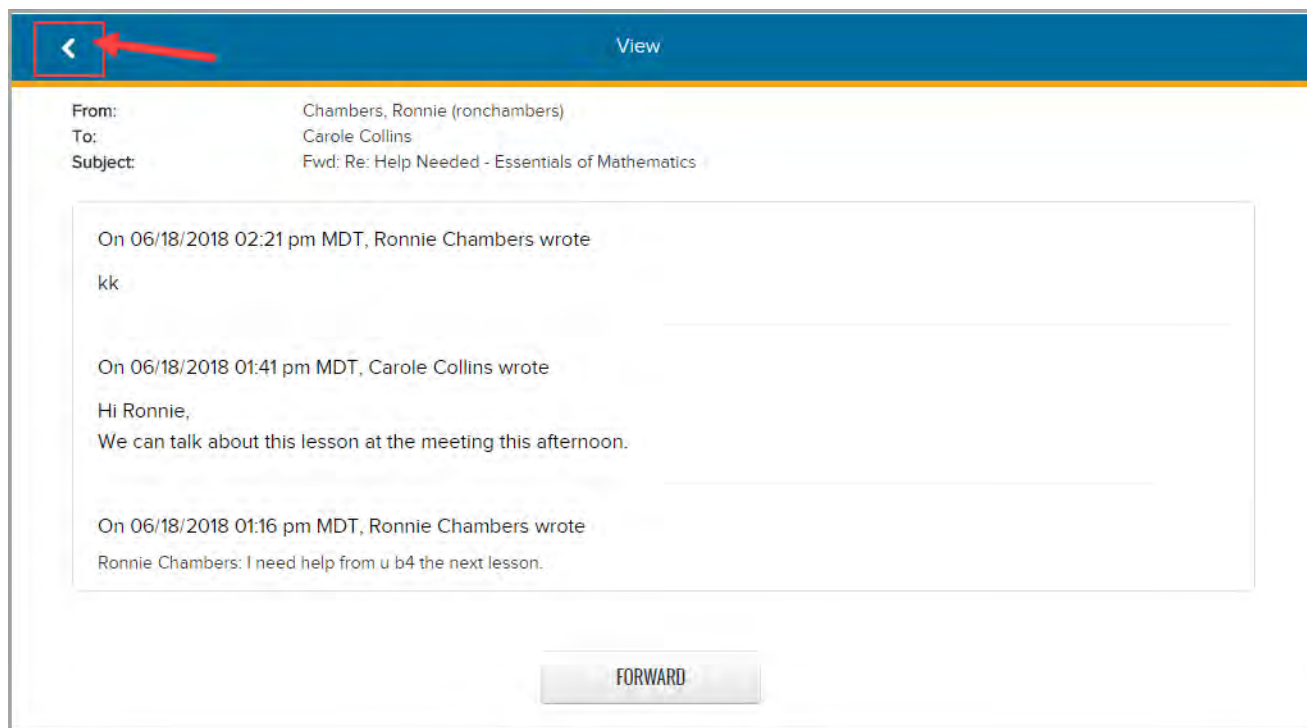 View
From: Chambers, Ronnie (ronchambers)
To: Carole Collins
Subject: Fwd: Re: Help Needed - Essentials of Mathematics
On 06/18/2018 02:21 pm MDT, Ronnie Chambers wrote
kk
On 06/18/2018 01:41 pm MDT, Carole Collins wrote
Hi Ronnie,
We can talk about this lesson at the meeting this afternoon.
On 06/18/2018 01:16 pm MDT, Ronnie Chambers wrote
Ronnie Chambers: I need help from u b4 the next lesson.
FORWARD